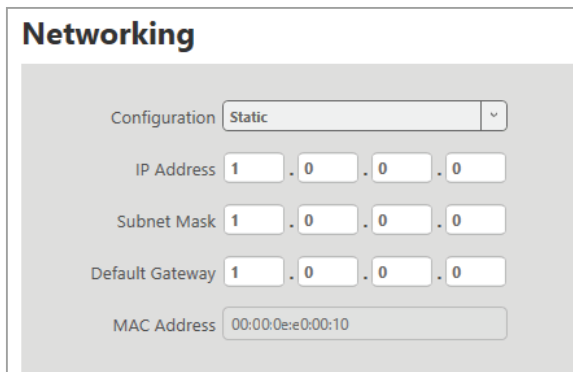 Networking
Configuration Static
IP Address 1 . 0 . 0 . 0
Subnet Mask 1 . 0 . 0 . 0
Default Gateway 1 . 0 . 0 . 0
MAC Address 00:00:0e:e0:00:10